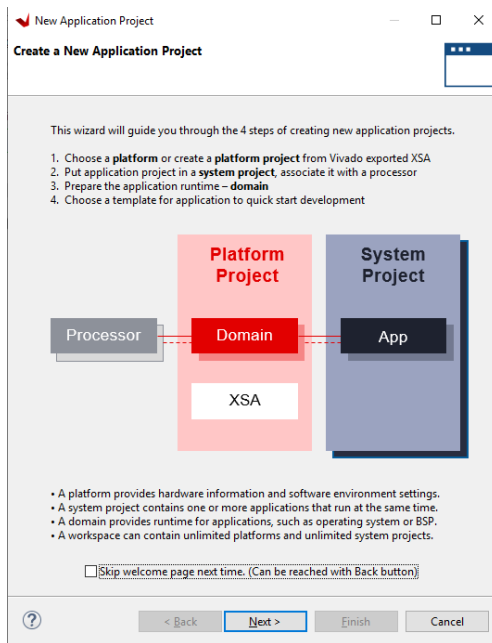 New Application Project
Create a New Application Project
This wizard will guide you through the 4 steps of creating new application projects.
1. Choose a platform or create a platform project from Vivado exported XSA
2. Put application project in a system project, associate it with a processor
3. Prepare the application runtime – domain
4. Choose a template for application to quick start development
Platform
Project
System
Project
Processor
Domain
App
XSA
• A platform provides hardware information and software environment settings.
• A system project contains one or more applications that run at the same time.
• A domain provides runtime for applications, such as operating system or BSP.
• A workspace can contain unlimited platforms and unlimited system projects.
Skip welcome page next time. (Can be reached with Back button)
? < Back Next > Finish Cancel